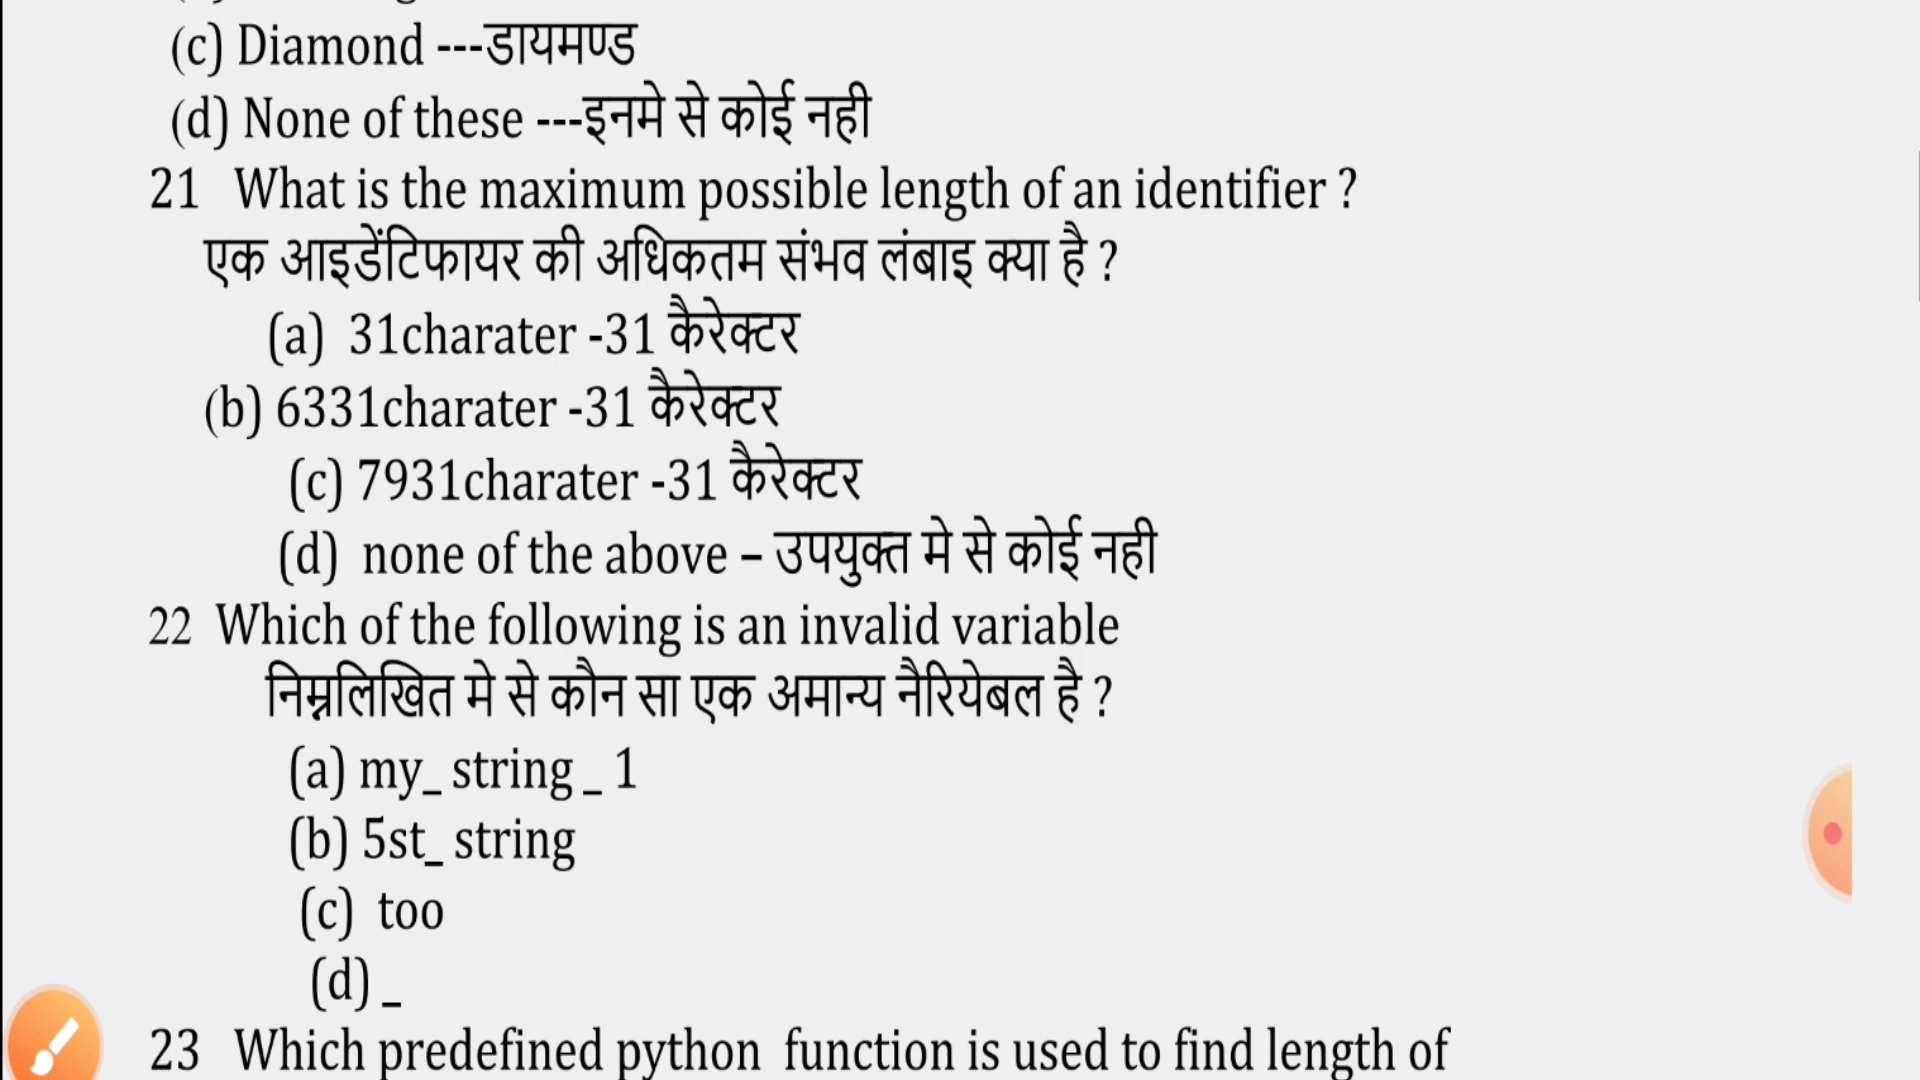 (c) Diamond ---डायमण्ड
(d) None of these ---इनमे से कोई नही
21 What is the maximum possible length of an identifier ?
एक आइडेंटिफायर की अधिकतम संभव लंबाइ क्या है ?
(a) 31charater -31 कैरेक्टर
(b) 6331charater -31 कैरेक्टर
(c) 7931charater -31 कैरेक्टर
(d) none of the above – उपयुक्त मे से कोई नही
22 Which of the following is an invalid variable
निम्नलिखित मे से कौन सा एक अमान्य नैरियेबल है ?
(a) my_ string _ 1
(b) 5st_ string
(c) too
(d) _
23 Which predefined python function is used to find length of